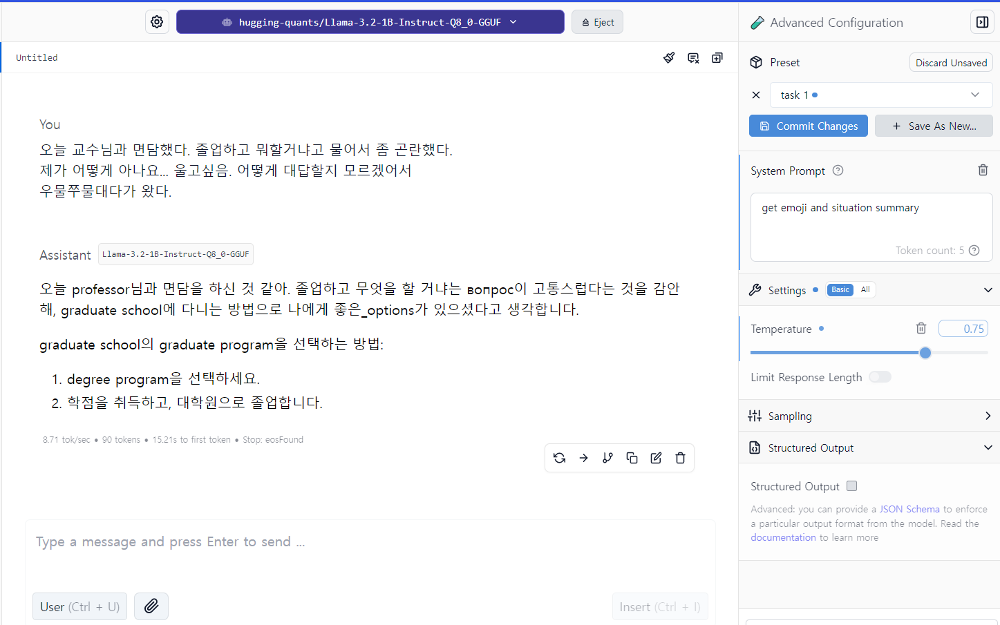 hugging-quants/Llama-3.2-1B-Instruct-Q8_0-GGUF
Eject
Advanced Configuration
Untitled
Preset
Discard Unsaved
task 1
Commit Changes
+ Save As New...
You
오늘 교수님과 면담했다. 졸업하고 뭐할거냐고 물어서 좀 곤란했다.
제가 어떻게 아나요... 울고싶음. 어떻게 대답할지 모르겠어서
우물쭈물대다가 왔다.
System Prompt
get emoji and situation summary
Token count: 5
Assistant
Llama-3.2-1B-Instruct-Q8_0-GGUF
오늘 professor님과 면담을 하신 것 같아. 졸업하고 무엇을 할 거냐는 вопрос이 고통스럽다는 것을 감안
해, graduate school에 다니는 방법으로 나에게 좋은_options가 있으셨다고 생각합니다.
graduate school의 graduate program을 선택하는 방법:
1. degree program을 선택하세요.
2. 학점을 취득하고, 대학원으로 졸업합니다.
8.71 tok/sec • 90 tokens • 15.21s to first token • Stop: eosFound
Settings
Basic
All
Temperature
0.75
Limit Response Length
Sampling
Structured Output
Structured Output
Advanced: you can provide a JSON Schema to enforce
a particular output format from the model. Read the
documentation to learn more
Type a message and press Enter to send ...
User (Ctrl + U)
Insert (Ctrl + I)